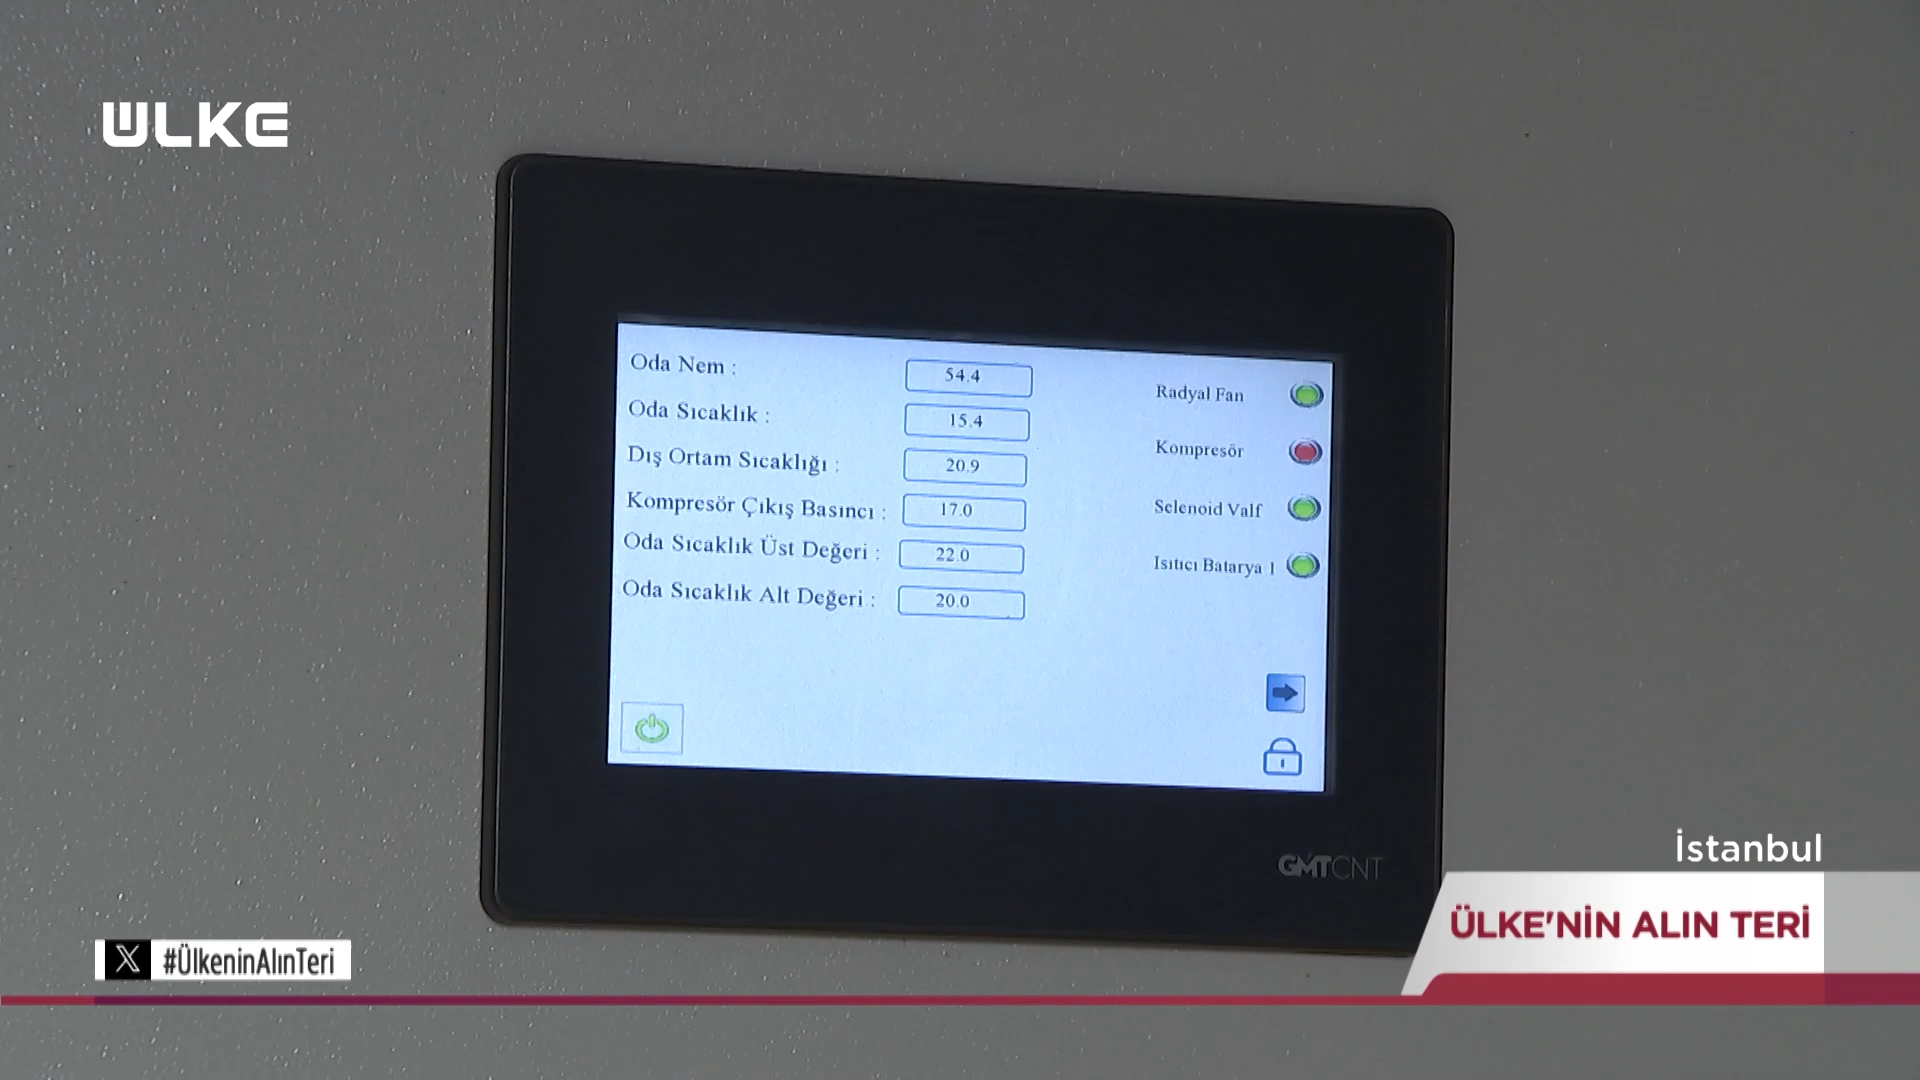 ÜLKE
Oda Nem : 54.4
Oda Sıcaklık : 15.4
Dış Ortam Sıcaklığı : 20.9
Kompresör Çıkış Basıncı : 17.0
Oda Sıcaklık Üst Değeri : 22.0
Oda Sıcaklık Alt Değeri : 20.0
Radyal Fan
Kompresör
Selenoid Valf
Isıtıcı Batarya 1
GMTCNT
İstanbul
ÜLKE'NİN ALIN TERİ
X #ÜlkeninAlınTeri